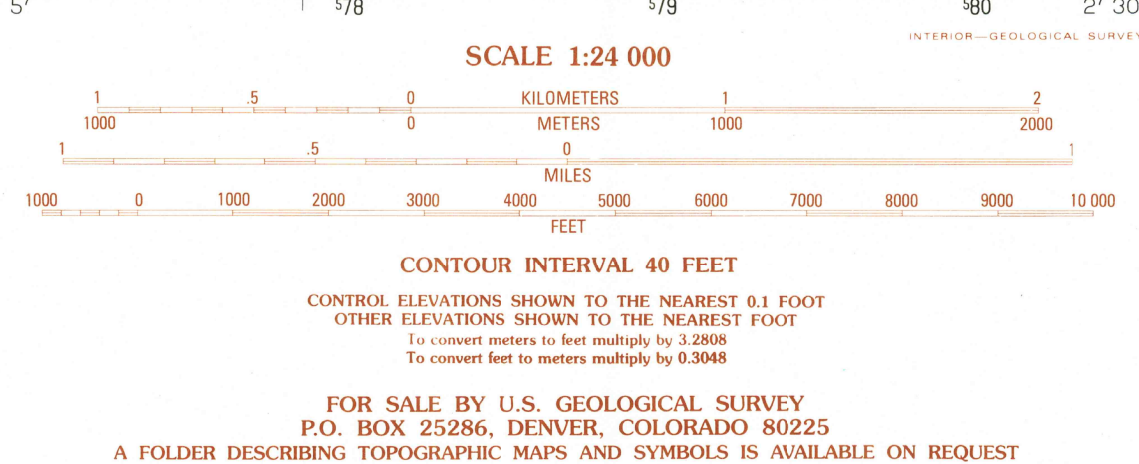 5' 578 579 580 2' 30
INTERIOR—GEOLOGICAL SURVEY
SCALE 1:24 000
1 .5 0 KILOMETERS 1 2
1000 0 METERS 1000 2000
1 .5 0 1
MILES
1000 0 1000 2000 3000 4000 5000 6000 7000 8000 9000 10 000
FEET
CONTOUR INTERVAL 40 FEET
CONTROL ELEVATIONS SHOWN TO THE NEAREST 0.1 FOOT
OTHER ELEVATIONS SHOWN TO THE NEAREST FOOT
To convert meters to feet multiply by 3.2808
To convert feet to meters multiply by 0.3048
FOR SALE BY U.S. GEOLOGICAL SURVEY
P.O. BOX 25286, DENVER, COLORADO 80225
A FOLDER DESCRIBING TOPOGRAPHIC MAPS AND SYMBOLS IS AVAILABLE ON REQUEST